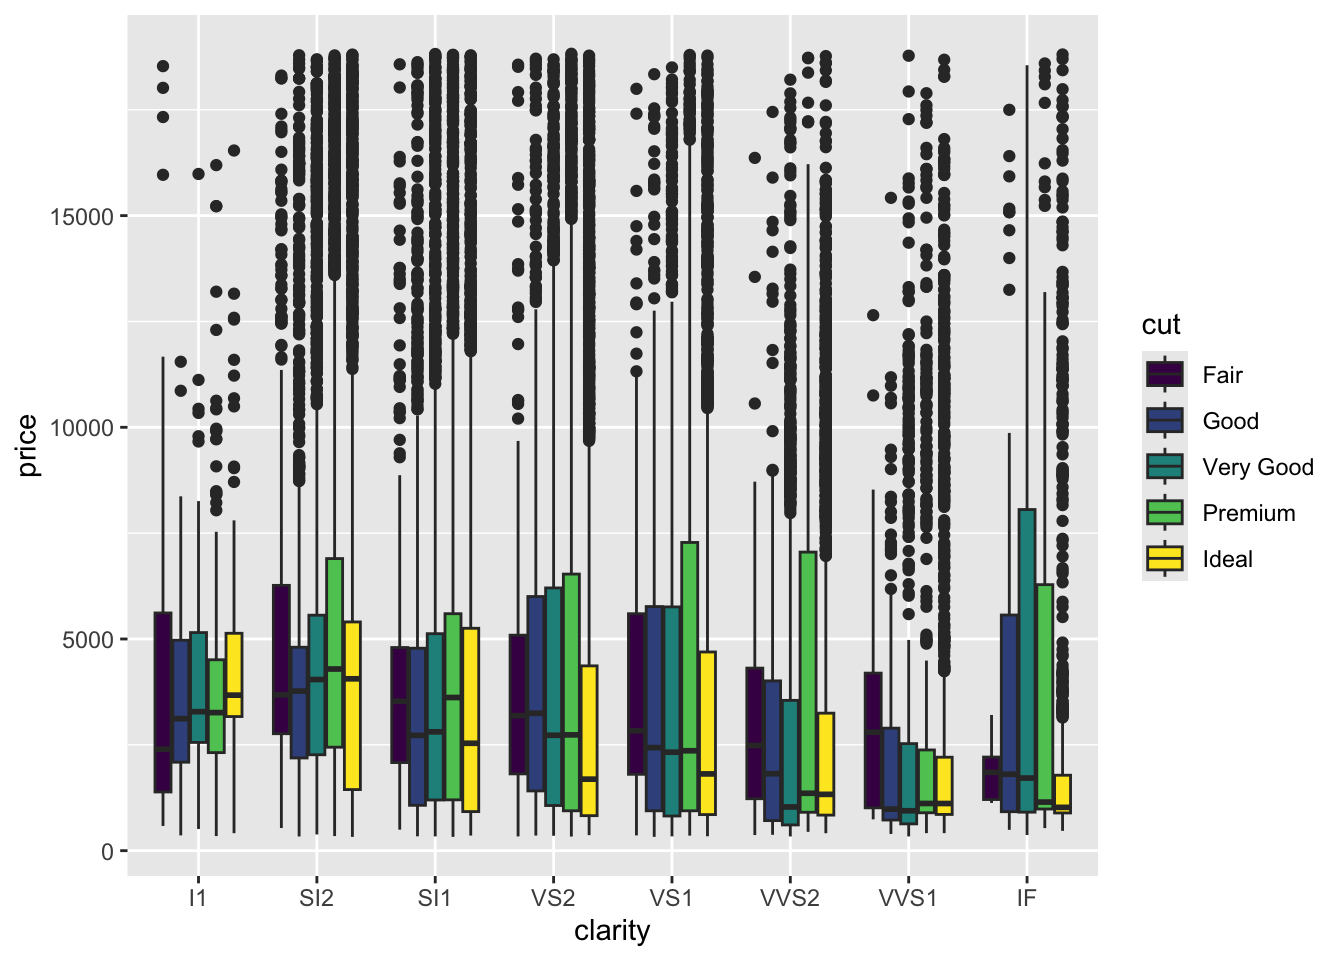 15000
10000
5000
0
price
I1 SI2 SI1 VS2 VS1 VVS2 VVS1 IF
clarity
cut
Fair
Good
Very Good
Premium
Ideal